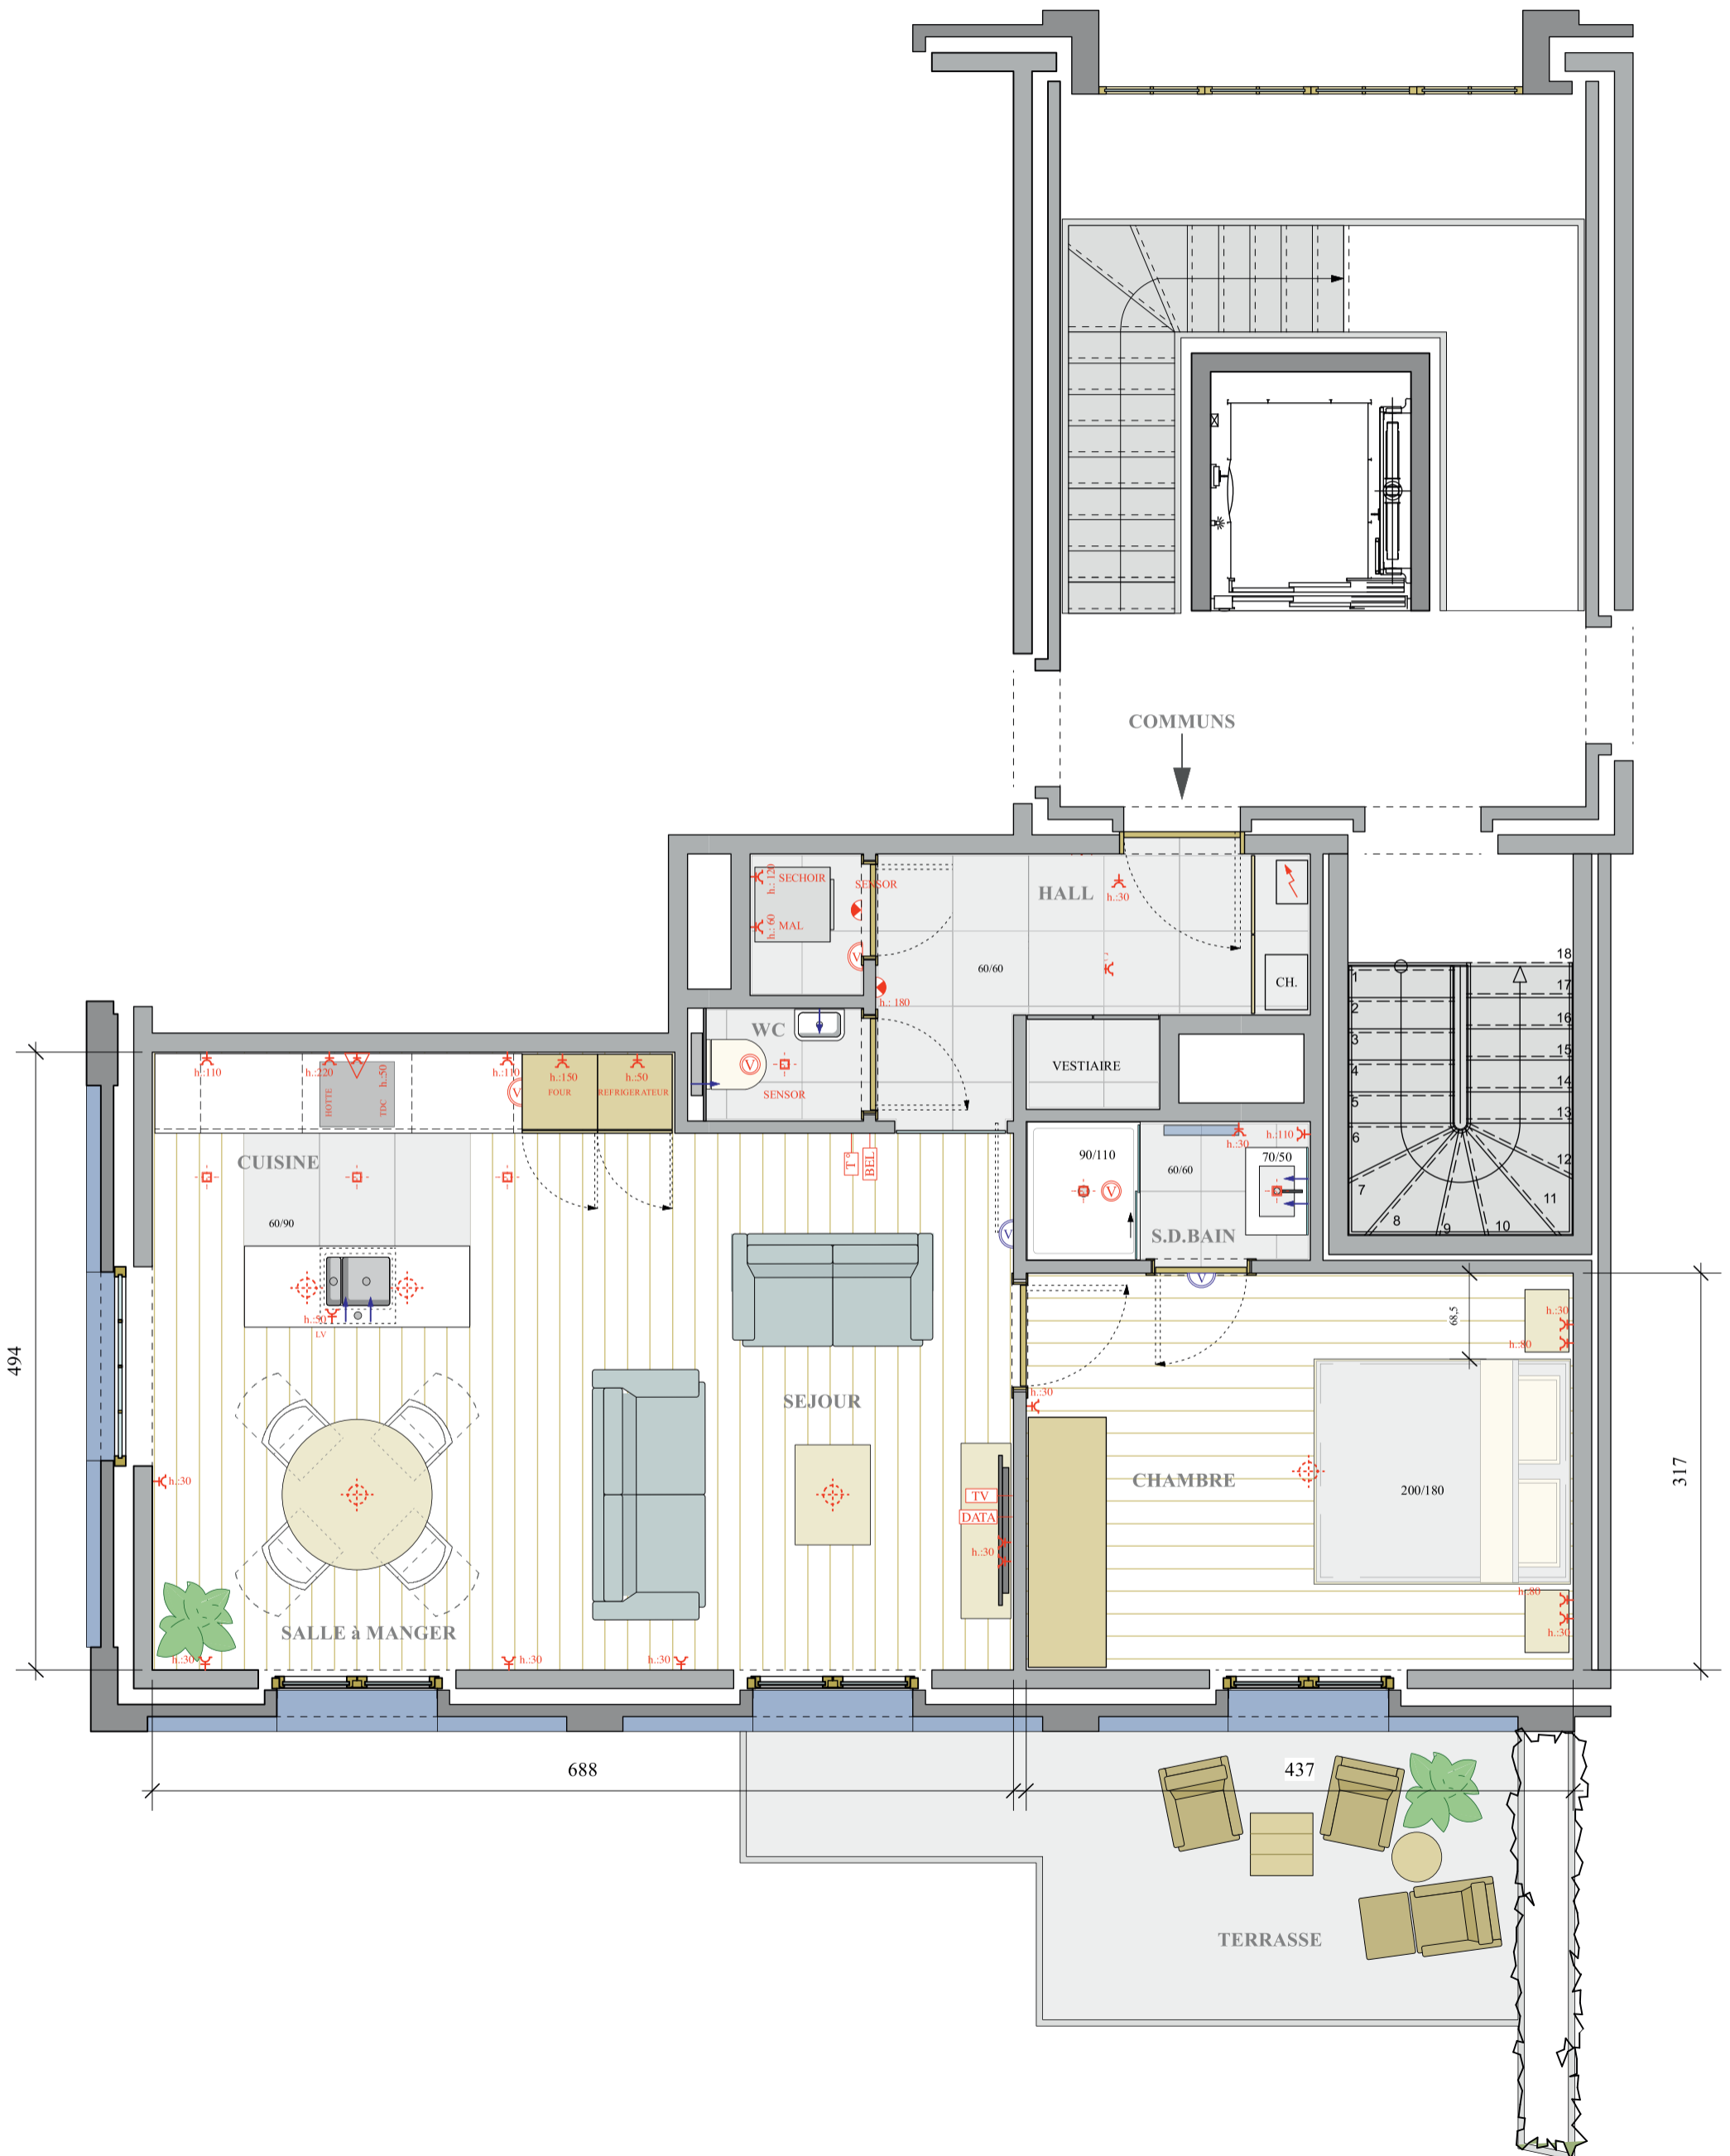 COMMUNS
HALL
h.:30
SECHOIR
h.: 120
SENSOR
MAL
h.: 60
V
60/60
CH.
h.: 180
WC
V
SENSOR
VESTIAIRE
18
17
16
15
14
13
12
11
10
9
8
7
6
5
4
3
2
1
h.:110
h.:220
h.:50
h.:110
h.:150
h.:50
HOTTE
TDC
V
FOUR
REFRIGERATEUR
CUISINE
60/90
T°
BEL
V
90/110
V
60/60
h.:30
h.:110
70/50
S.D.BAIN
V
h.:50
LV
494
68,5
h.:30
h.:80
h.:30
SEJOUR
CHAMBRE
200/180
317
h.:30
TV
DATA
h.:30
SALLE à MANGER
h.:80
h.:30
h.:30
h.:30
h.:30
688
437
TERRASSE